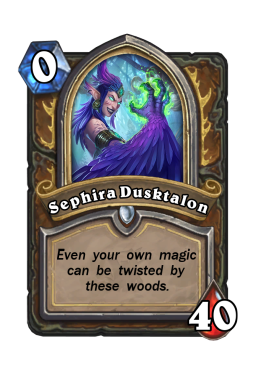 0
Sephira Dusktalon
Even your own magic
can be twisted by
these woods.
40